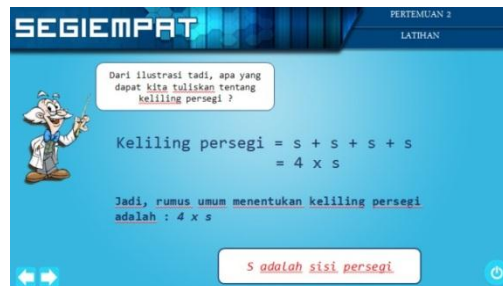 SEGIEMPAT
PERTEMUAN 2
LATIHAN
Dari ilustrasi tadi, apa yang
dapat kita tuliskan tentang
keliling persegi ?
Keliling persegi = s + s + s + s
= 4 x s
Jadi, rumus umum menentukan keliling persegi
adalah : 4 x s
S adalah sisi persegi